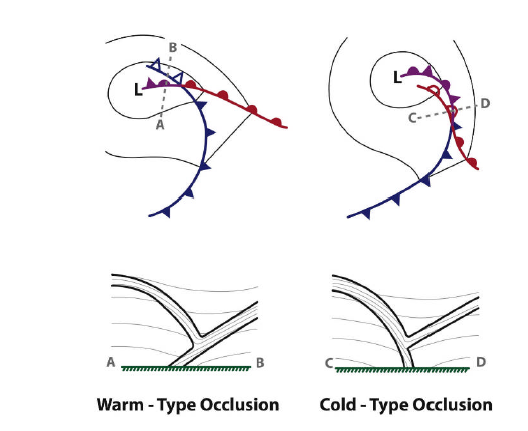 B
L
A
L
D
C
A
B
C
D
Warm - Type Occlusion
Cold - Type Occlusion